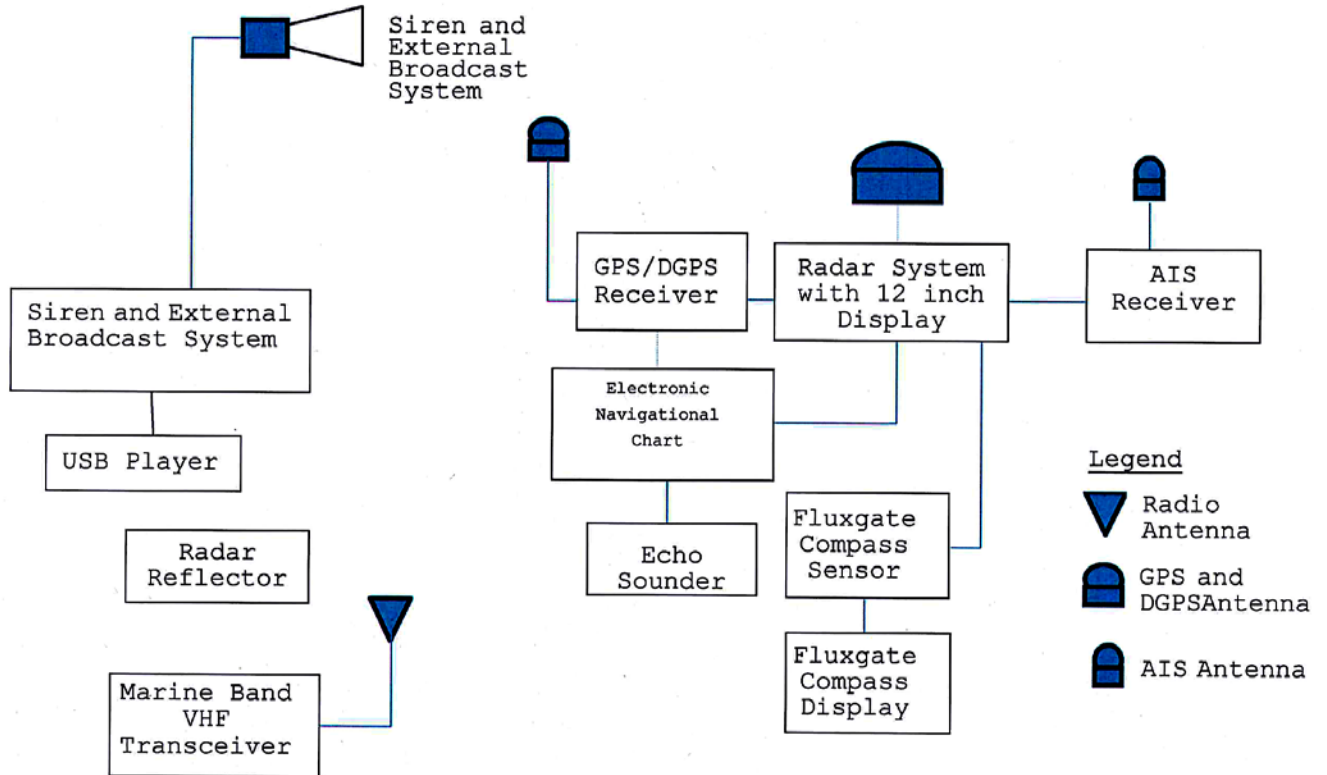 Siren and
External
Broadcast
System
Siren and External
Broadcast System
USB Player
Radar
Reflector
Marine Band
VHF
Transceiver
GPS/DGPS
Receiver
Radar System
with 12 inch
Display
AIS
Receiver
Electronic
Navigational
Chart
Echo
Sounder
Fluxgate
Compass
Sensor
Fluxgate
Compass
Display
Legend
Radio
Antenna
GPS and
DGPSAntenna
AIS Antenna